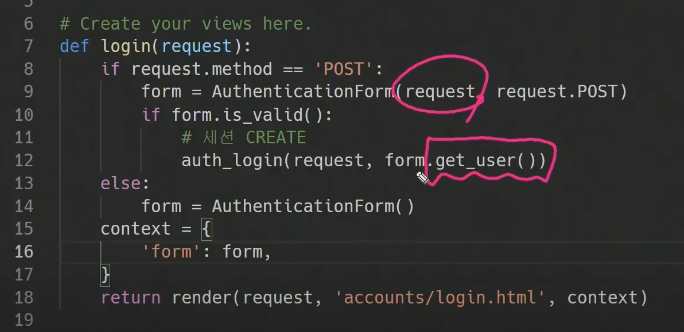 6 # Create your views here.
7 def login(request):
8 if request.method == 'POST':
9 form = AuthenticationForm(request, request.POST)
10 if form.is_valid():
11 # 세션 CREATE
12 auth_login(request, form.get_user())
13 else:
14 form = AuthenticationForm()
15 context = {
16 'form': form,
17 }
18 return render(request, 'accounts/login.html', context)
19